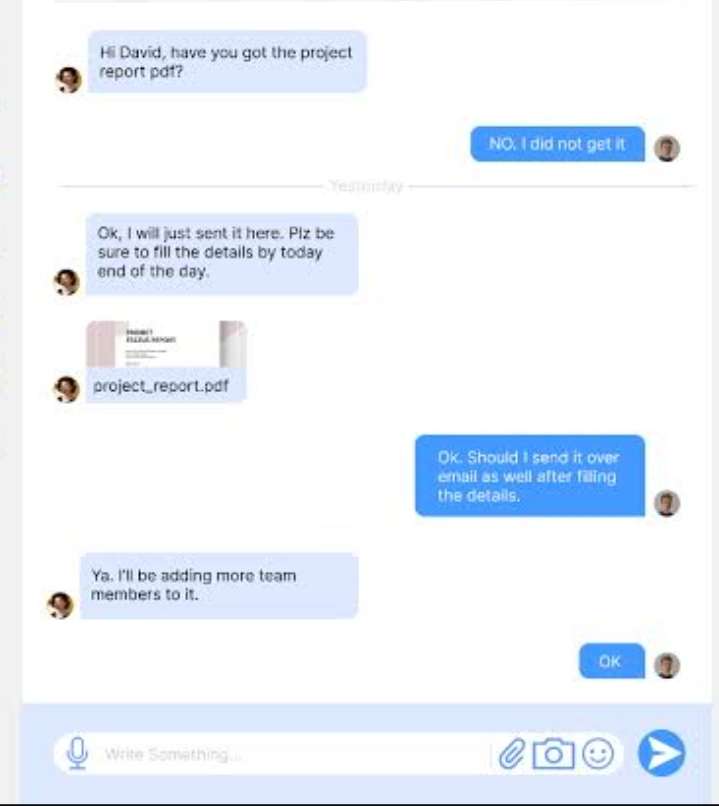 Hi David, have you got the project
report pdf?
NO. I did not get it
Yesterday
Ok, I will just sent it here. Plz be
sure to fill the details by today
end of the day.
PROJECT
project_report.pdf
Ok. Should I send it over
email as well after filling
the details.
Ya. I'll be adding more team
members to it.
OK
Write Something...